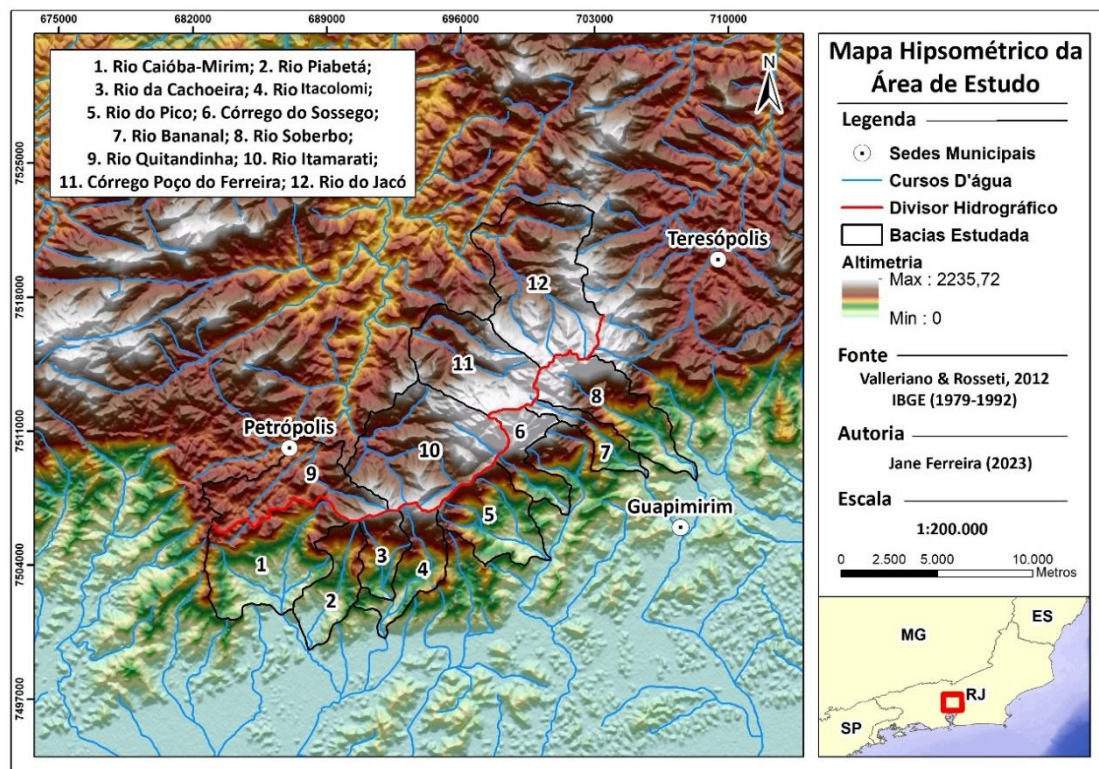 675000
682000
689000
696000
703000
710000
1. Rio Caióba-Mirim; 2. Rio Piabetá;
3. Rio da Cachoeira; 4. Rio Itacolomi;
5. Rio do Pico; 6. Córrego do Sossego;
7. Rio Bananal; 8. Rio Soberbo;
9. Rio Quitandinha; 10. Rio Itamarati;
11. Córrego Poço do Ferreira; 12. Rio do Jacó
N
7525000
7518000
7511000
7504000
7497000
Teresópolis
12
11
8
Petrópolis
6
10
7
9
Guapimirim
5
3
1
4
2
Mapa Hipsométrico da
Área de Estudo
Legenda
Sedes Municipais
Cursos D'água
Divisor Hidrográfico
Bacias Estudada
Altimetria
Max : 2235,72
Min : 0
Fonte
Valleriano & Rosseti, 2012
IBGE (1979-1992)
Autoria
Jane Ferreira (2023)
Escala
1:200.000
0 2.500 5.000 10.000
Metros
ES
MG
RJ
SP